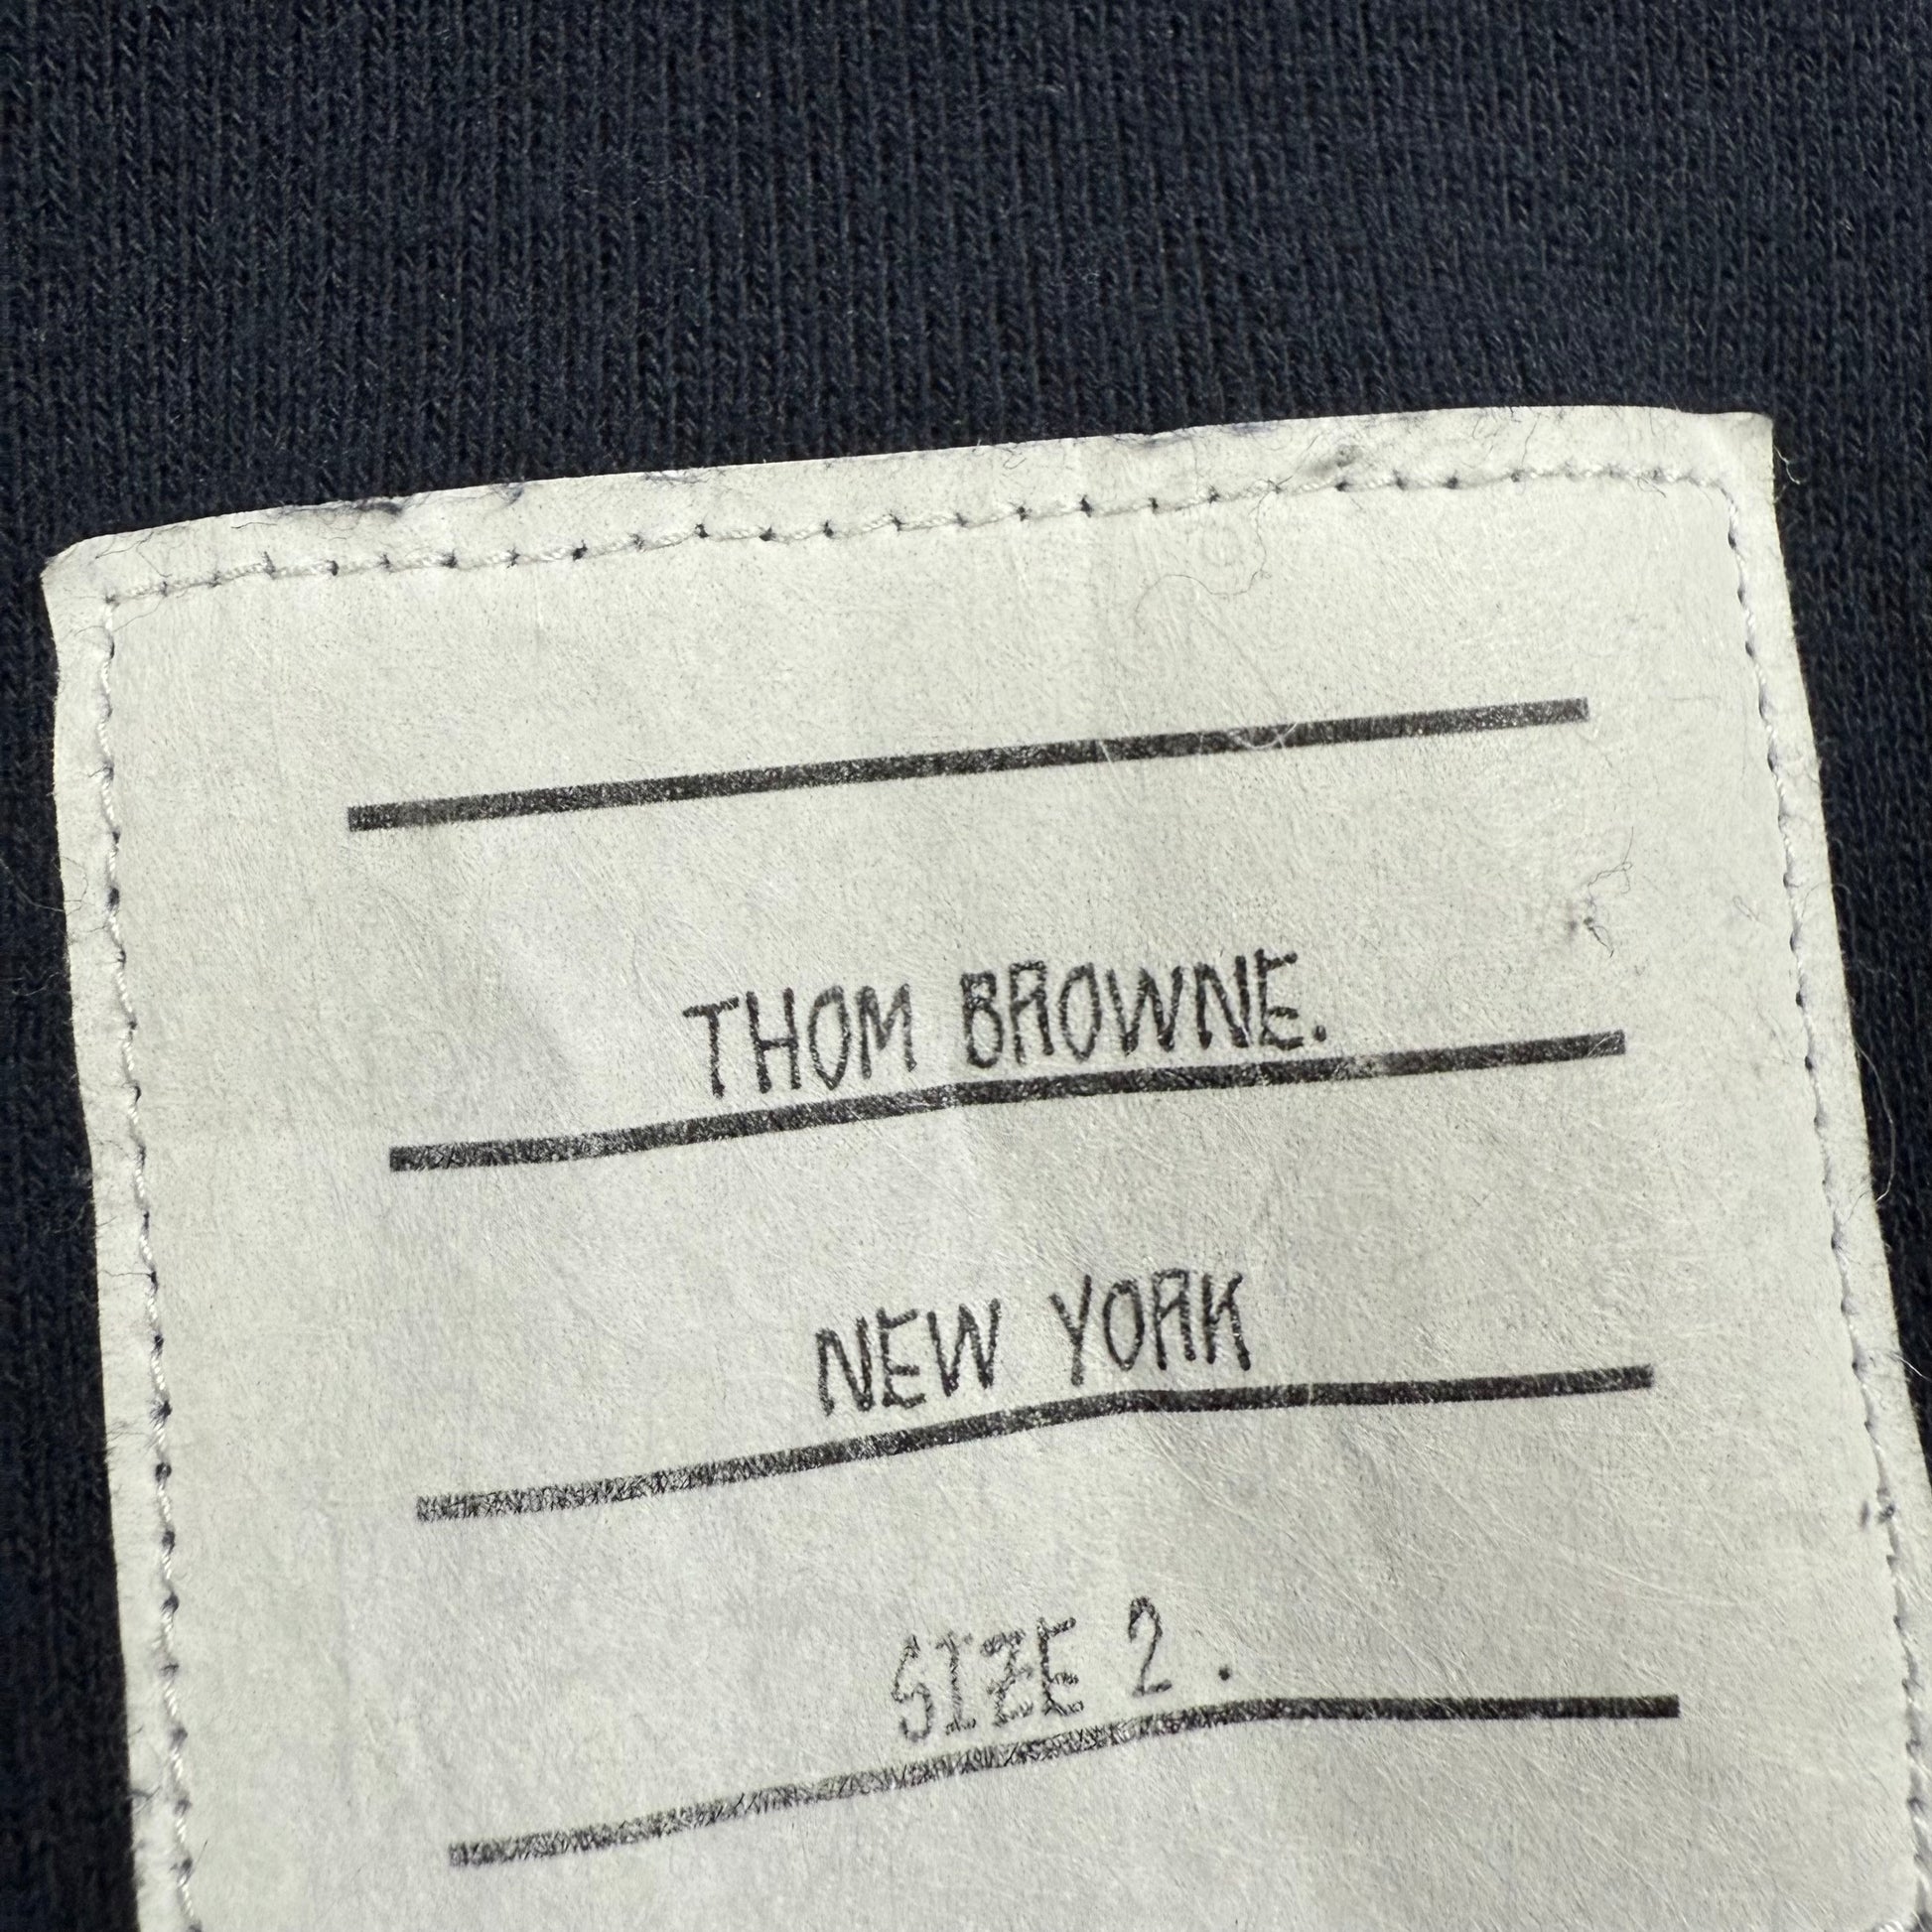 THOM BROWNE.
NEW YORK
SIZE 2 .